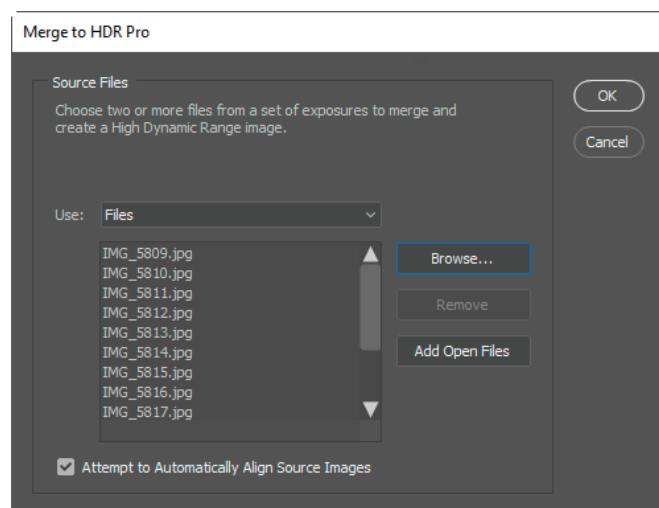 Merge to HDR Pro
Source Files
Choose two or more files from a set of exposures to merge and
create a High Dynamic Range image.
OK
Cancel
Use: Files
IMG_5809.jpg
IMG_5810.jpg
IMG_5811.jpg
IMG_5812.jpg
IMG_5813.jpg
IMG_5814.jpg
IMG_5815.jpg
IMG_5816.jpg
IMG_5817.jpg
Browse...
Remove
Add Open Files
Attempt to Automatically Align Source Images